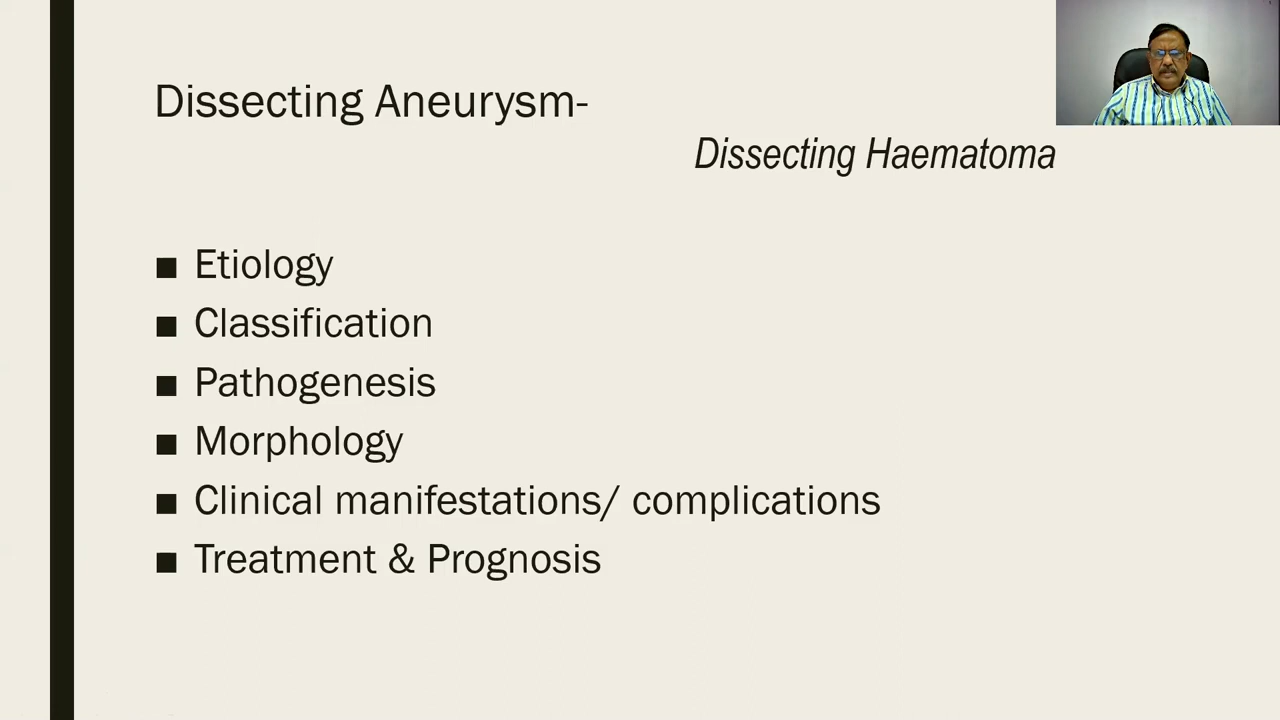 Dissecting Aneurysm-
Dissecting Haematoma
■ Etiology
■ Classification
■ Pathogenesis
■ Morphology
■ Clinical manifestations/ complications
■ Treatment & Prognosis